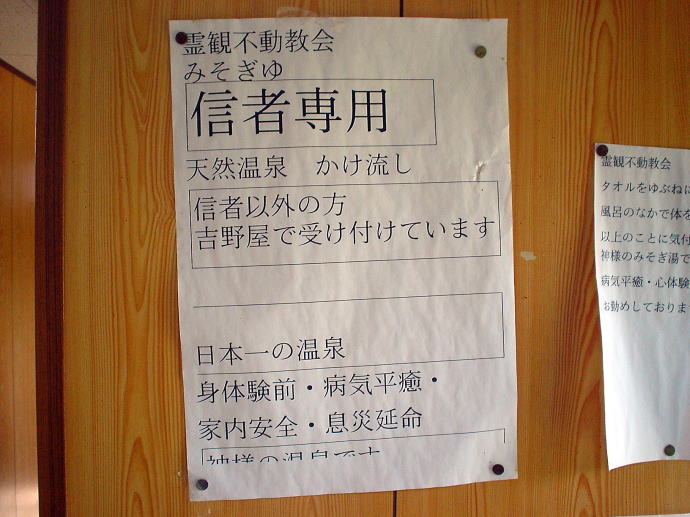 霊観不動教会
みそぎゆ
信者専用
天然温泉　かけ流し
信者以外の方
吉野屋で受け付けています
日本一の温泉
身体験前・病気平癒・
家内安全・息災延命
神様の温泉です
霊観不動教会
タオルをゆぶねに
風呂のなかで体を
以上のことに気付
神様のみそぎ湯で
病気平癒・心体験
お勧めしておりま